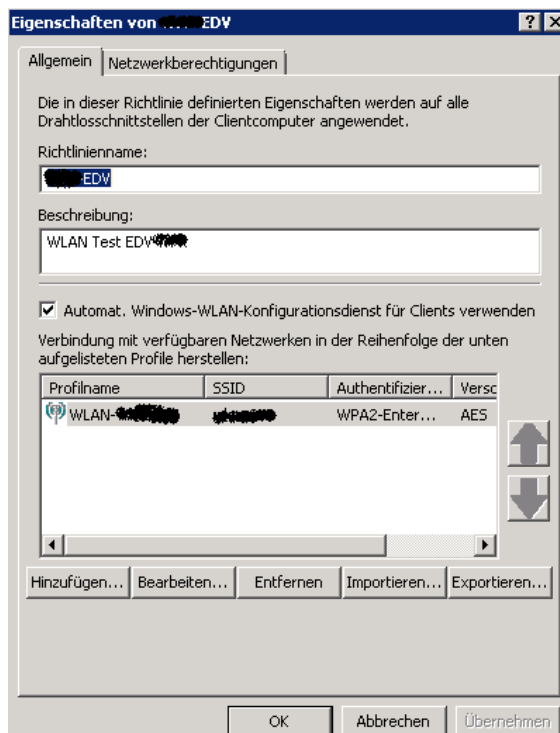 Eigenschaften von EDV
Allgemein
Netzwerkberechtigungen
Die in dieser Richtlinie definierten Eigenschaften werden auf alle
Drahtlosschnittstellen der Clientcomputer angewendet.
Richtlinienname:
EDV
Beschreibung:
WLAN Test EDV
Automat. Windows-WLAN-Konfigurationsdienst für Clients verwenden
Verbindung mit verfügbaren Netzwerken in der Reihenfolge der unten
aufgelisteten Profile herstellen:
Profilname SSID Authentifizier... Versc
WLAN- WPA2-Enter... AES
Hinzufügen... Bearbeiten... Entfernen Importieren... Exportieren...
OK Abbrechen Übernehmen